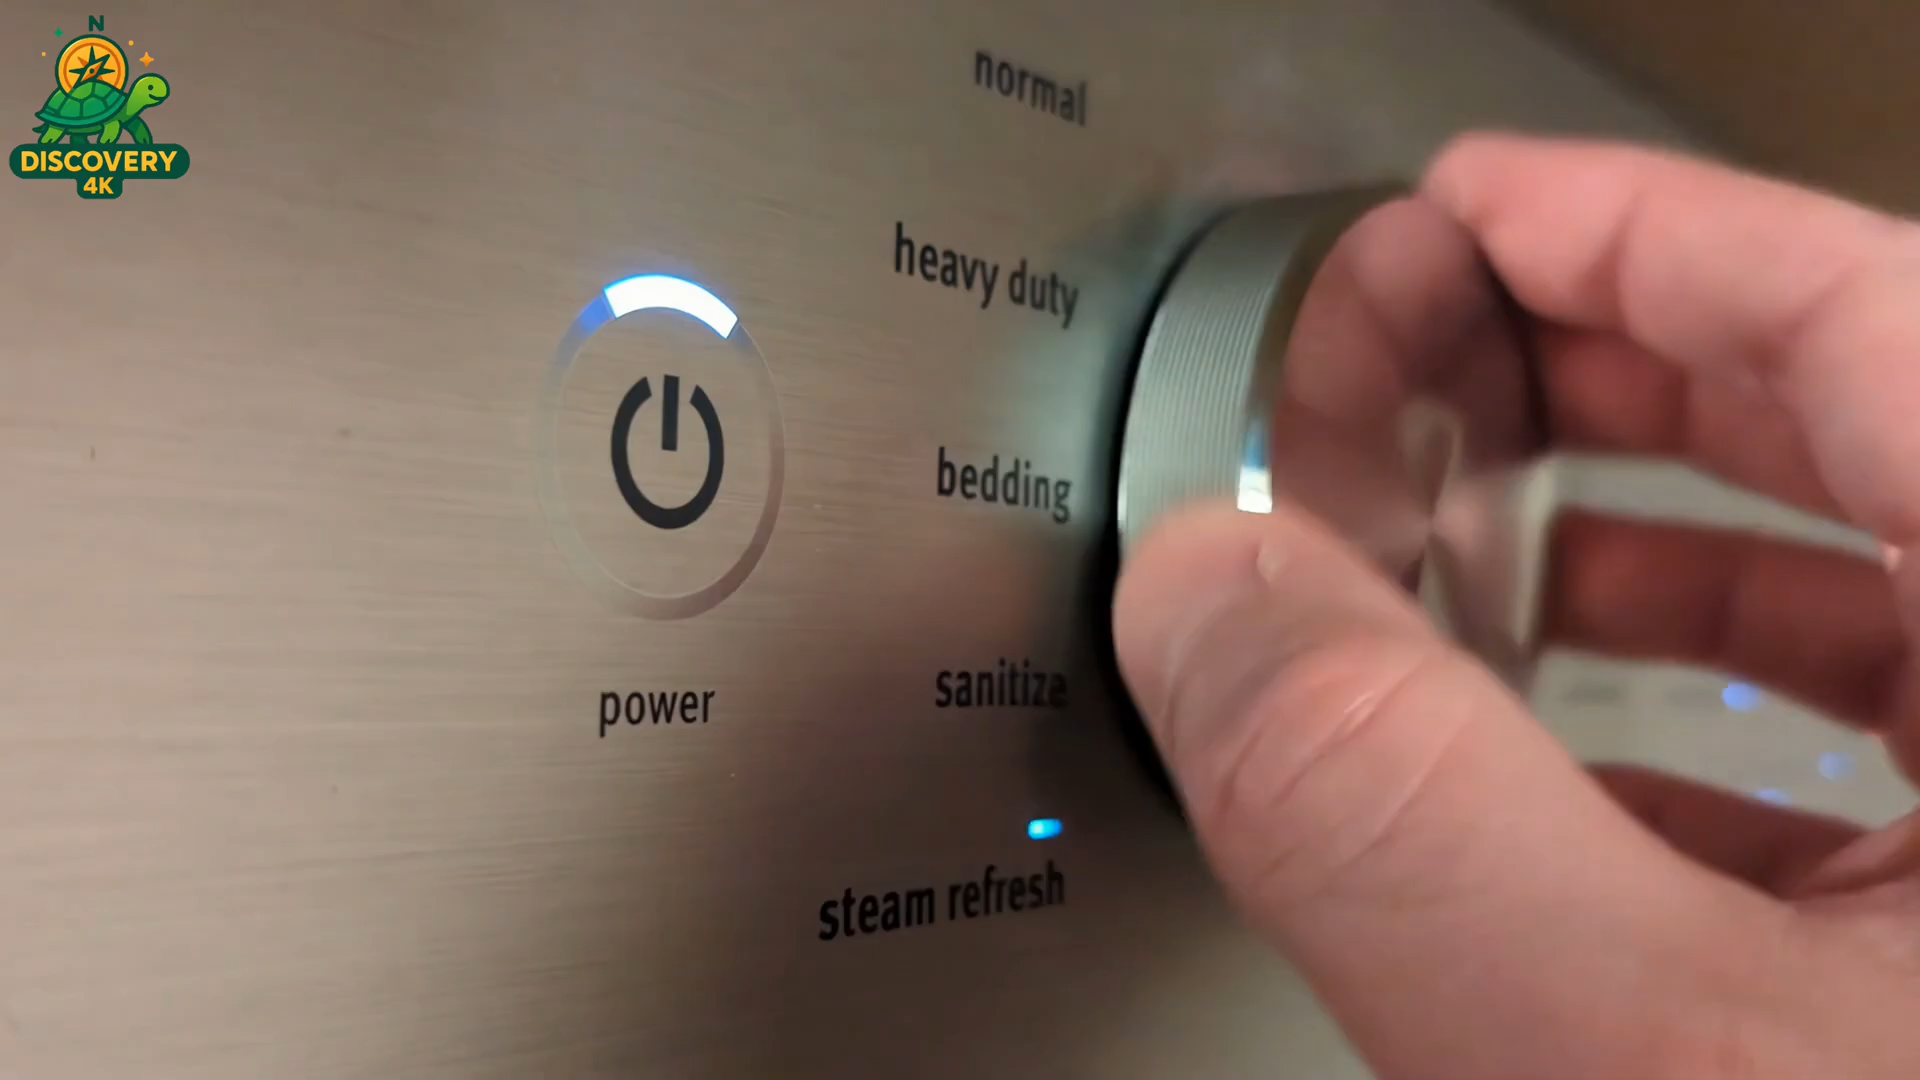 N
DISCOVERY
4K
normal
heavy duty
bedding
sanitize
steam refresh
power